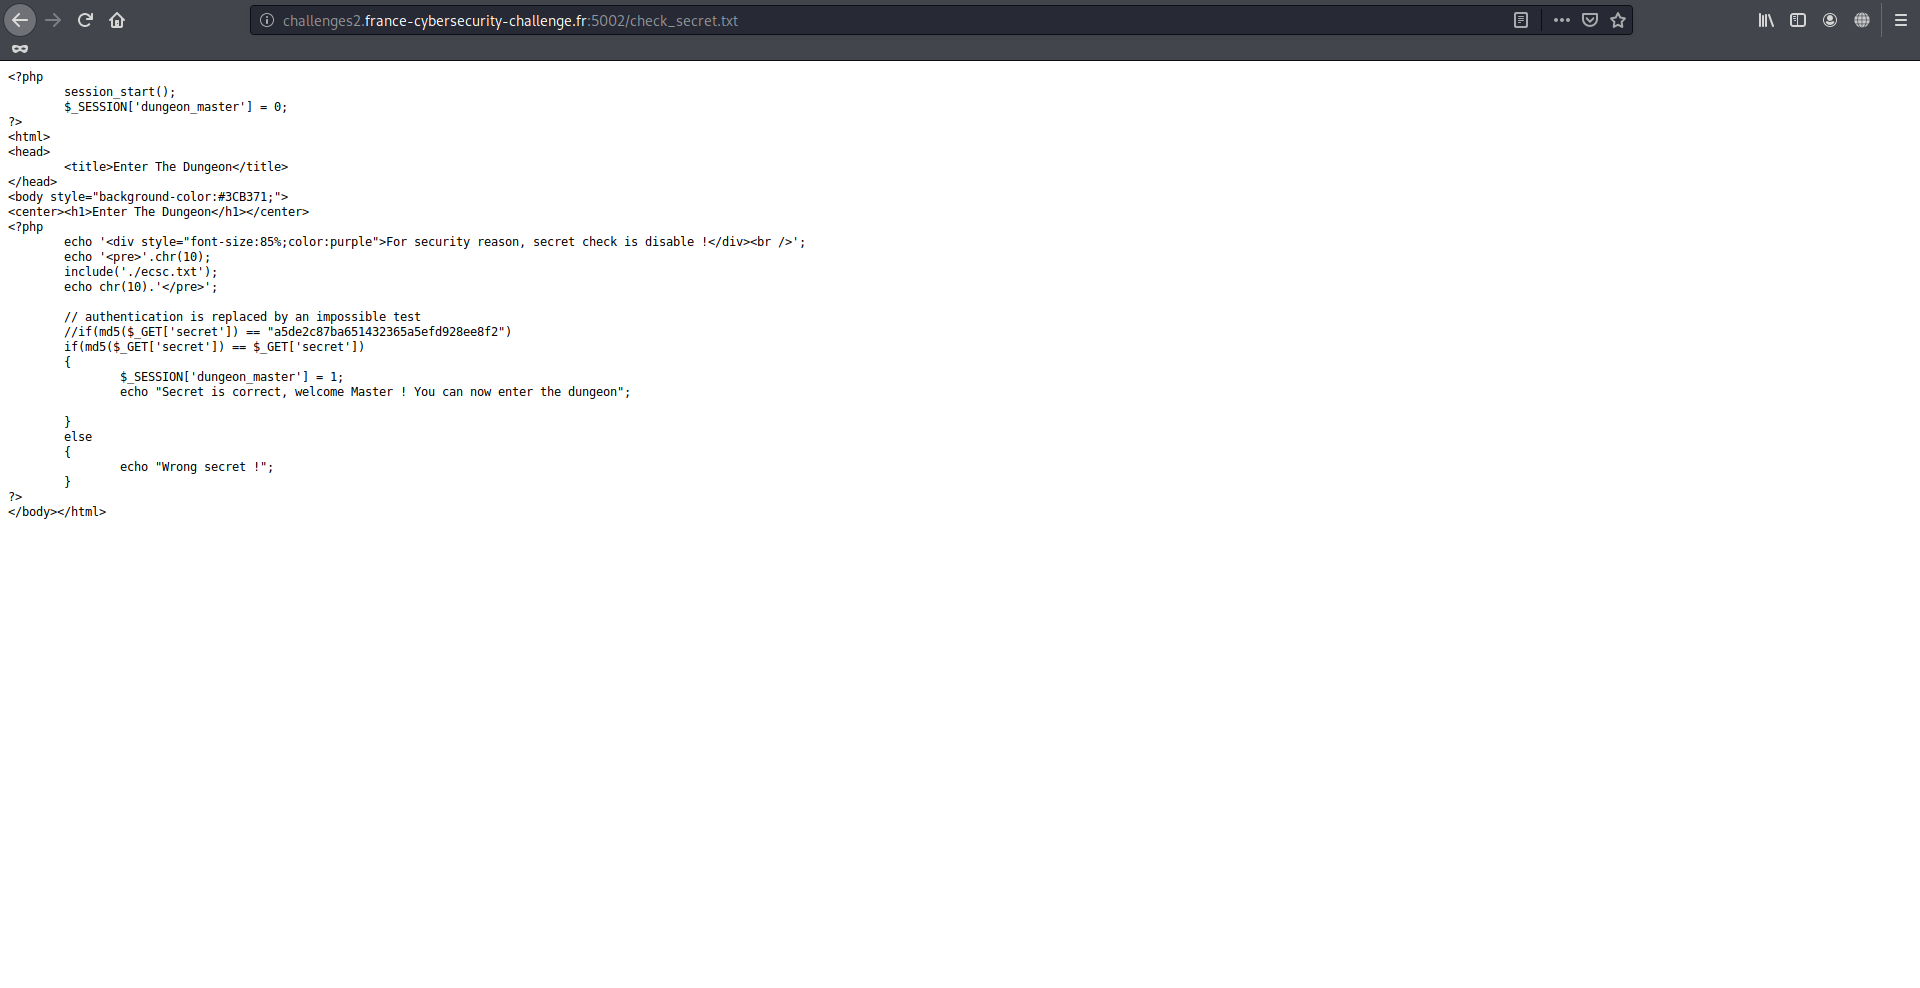 challenges2.france-cybersecurity-challenge.fr:5002/check_secret.txt
<?php
        session_start();
        $_SESSION['dungeon_master'] = 0;
?>
<html>
<head>
        <title>Enter The Dungeon</title>
</head>
<body style="background-color:#3CB371;">
<center><h1>Enter The Dungeon</h1></center>
<?php
        echo '<div style="font-size:85%;color:purple">For security reason, secret check is disable !</div><br />';
        echo '<pre>'.chr(10);
        include('./ecsc.txt');
        echo chr(10).'</pre>';

        // authentication is replaced by an impossible test
        //if(md5($_GET['secret']) == "a5de2c87ba651432365a5efd928ee8f2")
        if(md5($_GET['secret']) == $_GET['secret'])
        {
                $_SESSION['dungeon_master'] = 1;
                echo "Secret is correct, welcome Master ! You can now enter the dungeon";

        }
        else
        {
                echo "Wrong secret !";
        }
?>
</body></html>